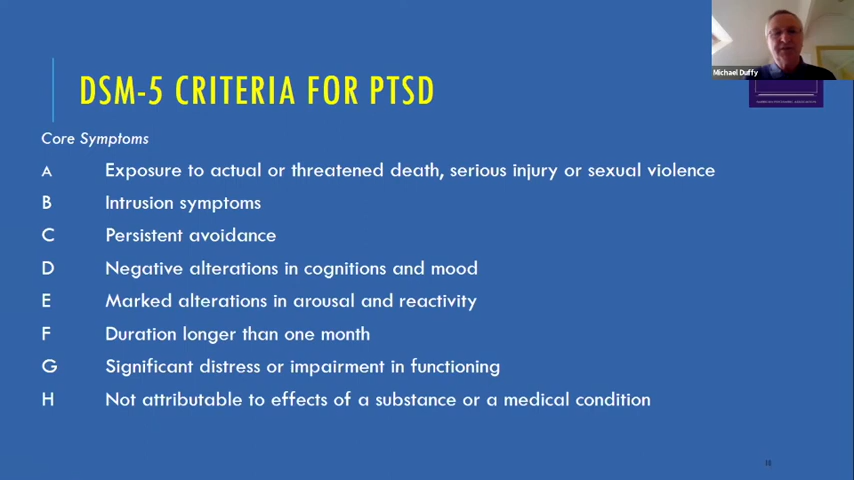 Michael Duffy
DSM-5 CRITERIA FOR PTSD
Core Symptoms
A Exposure to actual or threatened death, serious injury or sexual violence
B Intrusion symptoms
C Persistent avoidance
D Negative alterations in cognitions and mood
E Marked alterations in arousal and reactivity
F Duration longer than one month
G Significant distress or impairment in functioning
H Not attributable to effects of a substance or a medical condition